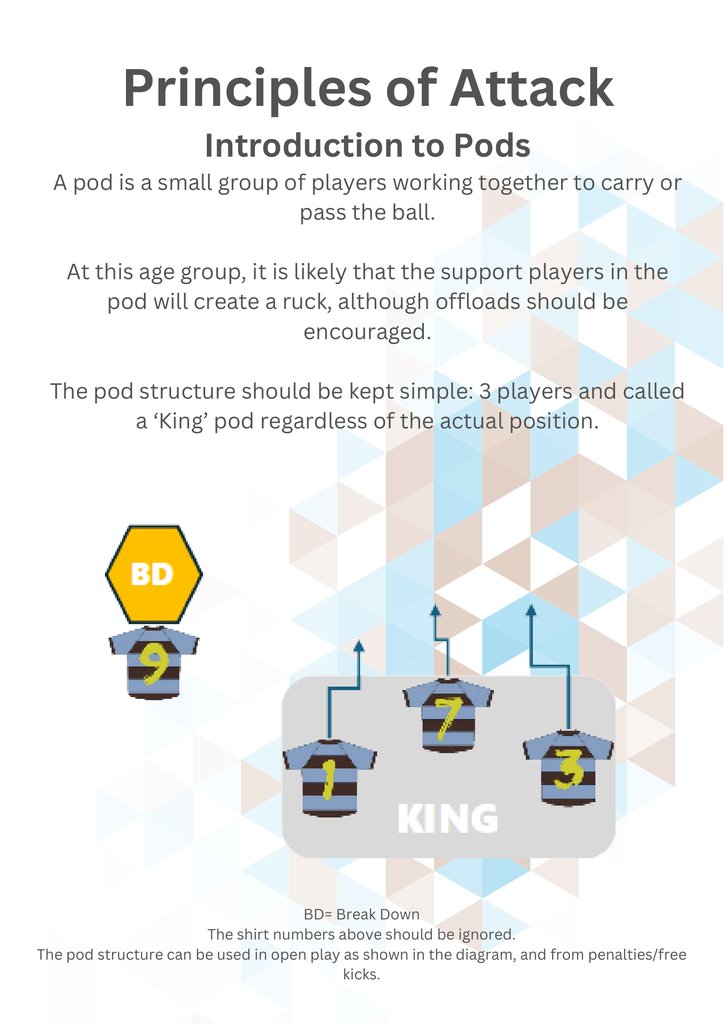 Principles of Attack
Introduction to Pods
A pod is a small group of players working together to carry or
pass the ball.
At this age group, it is likely that the support players in the
pod will create a ruck, although offloads should be
encouraged.
The pod structure should be kept simple: 3 players and called
a ‘King’ pod regardless of the actual position.
BD
9
7
1
3
KING
BD= Break Down
The shirt numbers above should be ignored.
The pod structure can be used in open play as shown in the diagram, and from penalties/free
kicks.